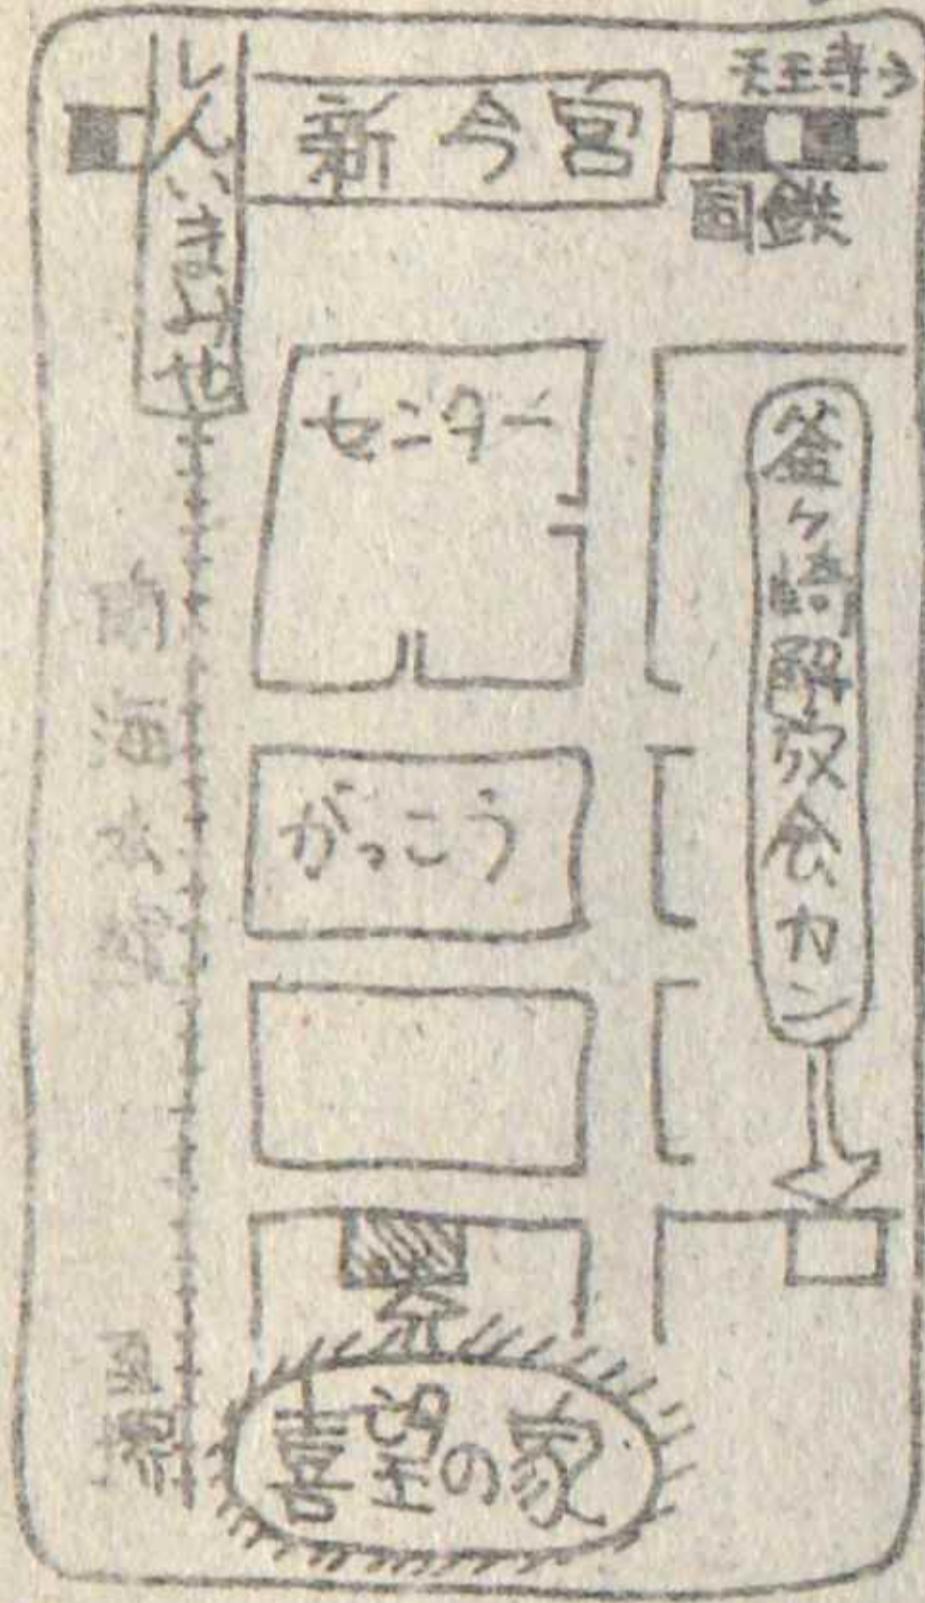 天王寺→
しんいまみや
新今宮
国鉄
センター
釜ヶ崎解放会カン
南海本線
がっこう
喜望の家